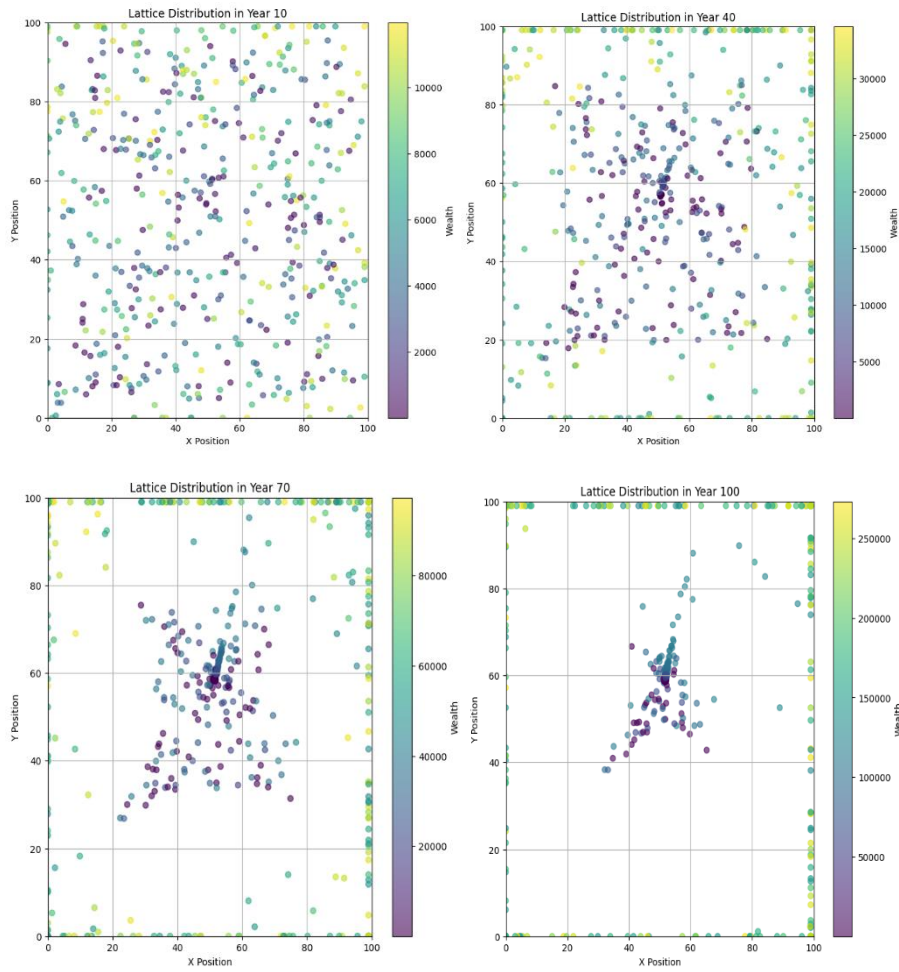 Lattice Distribution in Year 10
100
80
60
40
20
0
Y Position
0 20 40 60 80 100
X Position
10000
8000
6000
4000
2000
Wealth
Lattice Distribution in Year 40
100
80
60
40
20
0
Y Position
0 20 40 60 80 100
X Position
30000
25000
20000
15000
10000
5000
Wealth
Lattice Distribution in Year 70
100
80
60
40
20
0
Y Position
0 20 40 60 80 100
X Position
80000
60000
40000
20000
Wealth
Lattice Distribution in Year 100
100
80
60
40
20
0
Y Position
0 20 40 60 80 100
X Position
250000
200000
150000
100000
50000
Wealth